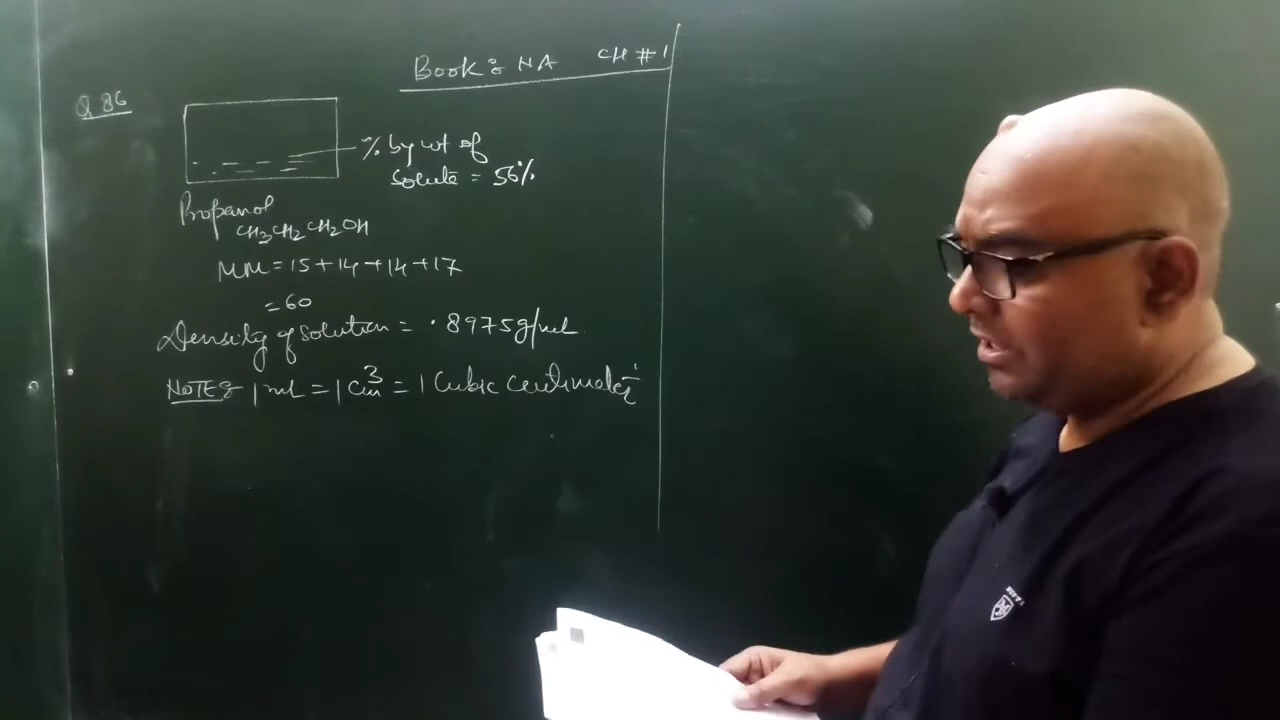 Book: NA CH # 1
Q 86
% by wt of
solute = 56%
Propanol
CH3CH2CH2OH
MM = 15 + 14 + 14 + 17
= 60
Density of solution = .8975 g/ml
NOTE: 1 ml = 1 cm³ = 1 Cubic centimeter